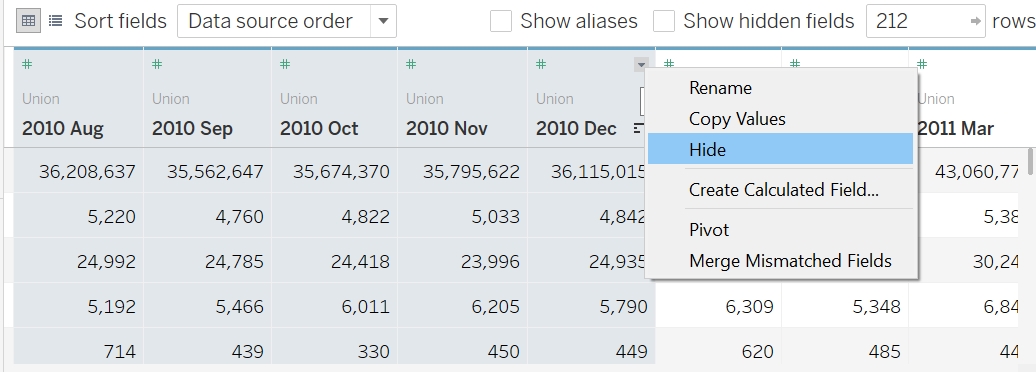 Sort fields Data source order Show aliases Show hidden fields 212 rows
# # # # # # # #
Union Union Union Union Union Union
2010 Aug 2010 Sep 2010 Oct 2010 Nov 2010 Dec 2011 Mar
36,208,637 35,562,647 35,674,370 35,795,622 36,115,015 43,060,77
5,220 4,760 4,822 5,033 4,842 5,38
24,992 24,785 24,418 23,996 24,935 30,24
5,192 5,466 6,011 6,205 5,790 6,309 5,348 6,84
714 439 330 450 449 620 485 44
Rename
Copy Values
Hide
Create Calculated Field...
Pivot
Merge Mismatched Fields